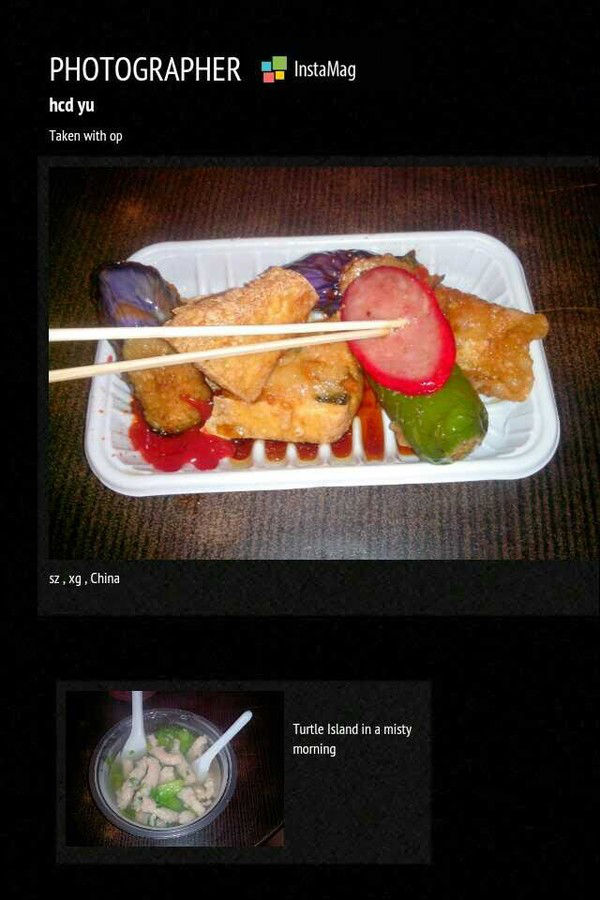 PHOTOGRAPHER InstaMag
hcd yu
Taken with op
sz , xg , China
Turtle Island in a misty
morning